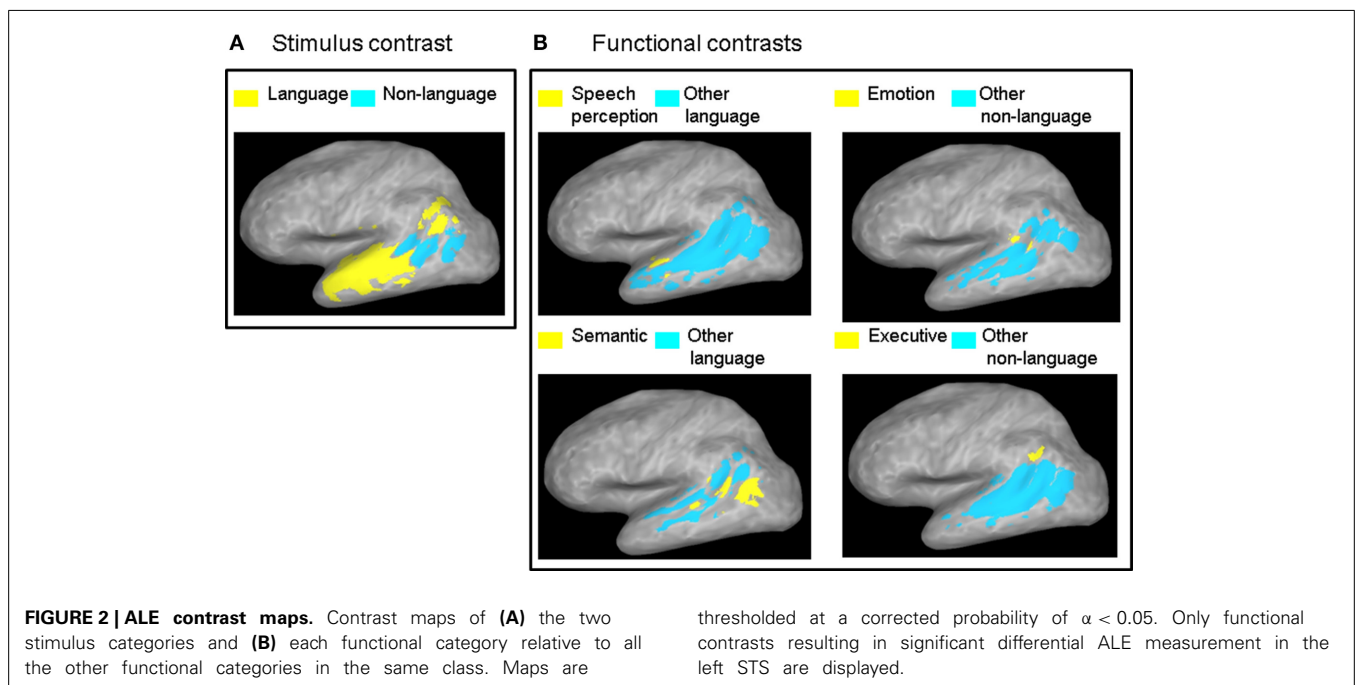 A Stimulus contrast
Language Non-language
B Functional contrasts
Speech perception Other language
Emotion Other non-language
Semantic Other language
Executive Other non-language
FIGURE 2 | ALE contrast maps. Contrast maps of (A) the two
stimulus categories and (B) each functional category relative to all
the other functional categories in the same class. Maps are
thresholded at a corrected probability of α < 0.05. Only functional
contrasts resulting in significant differential ALE measurement in the
left STS are displayed.